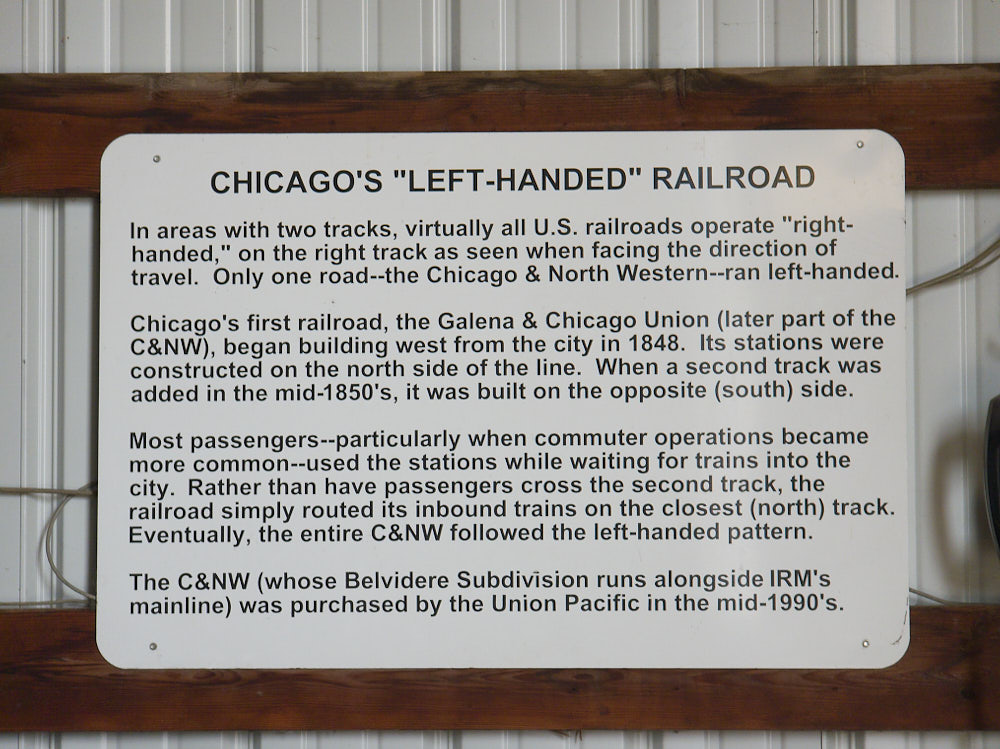 CHICAGO'S "LEFT-HANDED" RAILROAD
In areas with two tracks, virtually all U.S. railroads operate "right-
handed," on the right track as seen when facing the direction of
travel.  Only one road--the Chicago & North Western--ran left-handed.
Chicago's first railroad, the Galena & Chicago Union (later part of the
C&NW), began building west from the city in 1848.  Its stations were
constructed on the north side of the line.  When a second track was
added in the mid-1850's, it was built on the opposite (south) side.
Most passengers--particularly when commuter operations became
more common--used the stations while waiting for trains into the
city.  Rather than have passengers cross the second track, the
railroad simply routed its inbound trains on the closest (north) track.
Eventually, the entire C&NW followed the left-handed pattern.
The C&NW (whose Belvidere Subdivision runs alongside IRM's
mainline) was purchased by the Union Pacific in the mid-1990's.